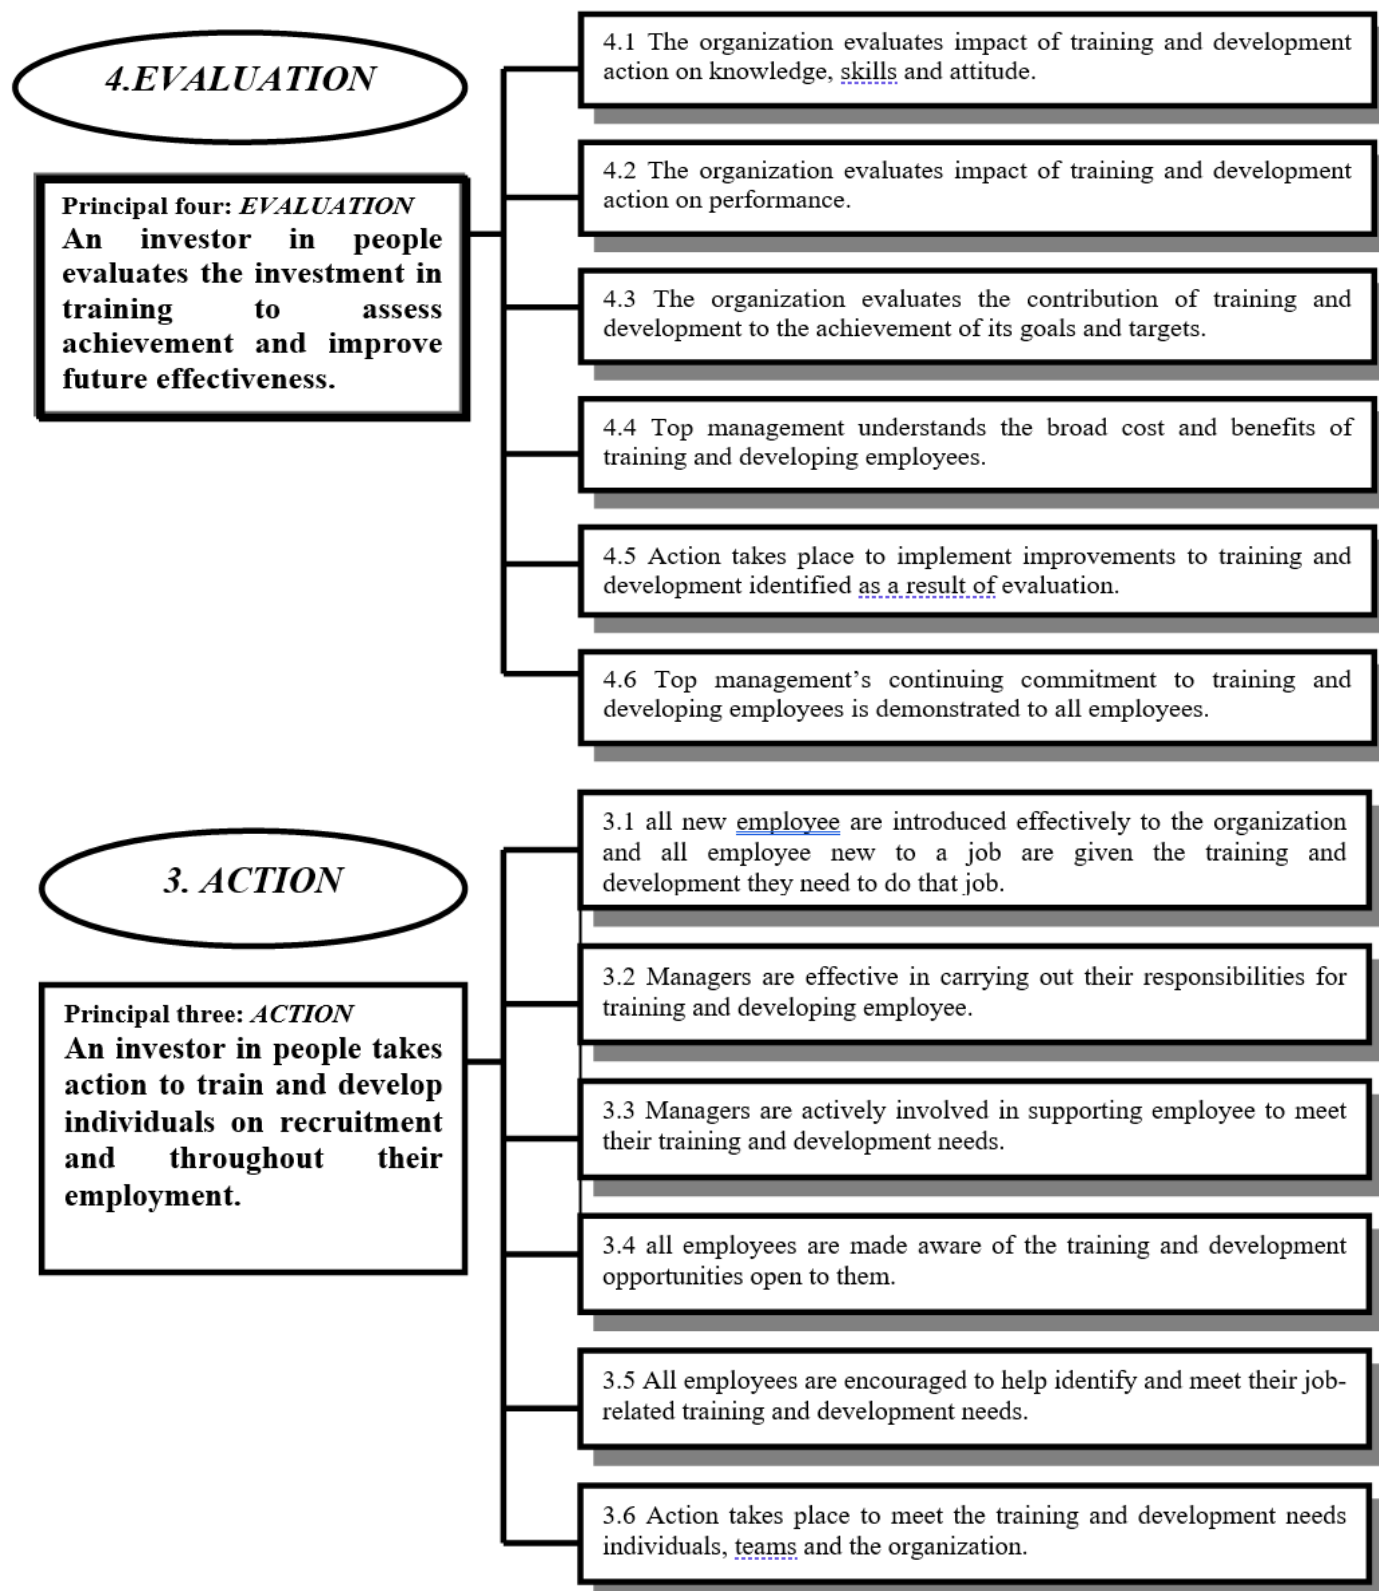 4.EVALUATION
Principal four: EVALUATION
An investor in people
evaluates the investment in
training to assess
achievement and improve
future effectiveness.
4.1 The organization evaluates impact of training and development
action on knowledge, skills and attitude.
4.2 The organization evaluates impact of training and development
action on performance.
4.3 The organization evaluates the contribution of training and
development to the achievement of its goals and targets.
4.4 Top management understands the broad cost and benefits of
training and developing employees.
4.5 Action takes place to implement improvements to training and
development identified as a result of evaluation.
4.6 Top management’s continuing commitment to training and
developing employees is demonstrated to all employees.
3. ACTION
Principal three: ACTION
An investor in people takes
action to train and develop
individuals on recruitment
and throughout their
employment.
3.1 all new employee are introduced effectively to the organization
and all employee new to a job are given the training and
development they need to do that job.
3.2 Managers are effective in carrying out their responsibilities for
training and developing employee.
3.3 Managers are actively involved in supporting employee to meet
their training and development needs.
3.4 all employees are made aware of the training and development
opportunities open to them.
3.5 All employees are encouraged to help identify and meet their job-
related training and development needs.
3.6 Action takes place to meet the training and development needs
individuals, teams and the organization.